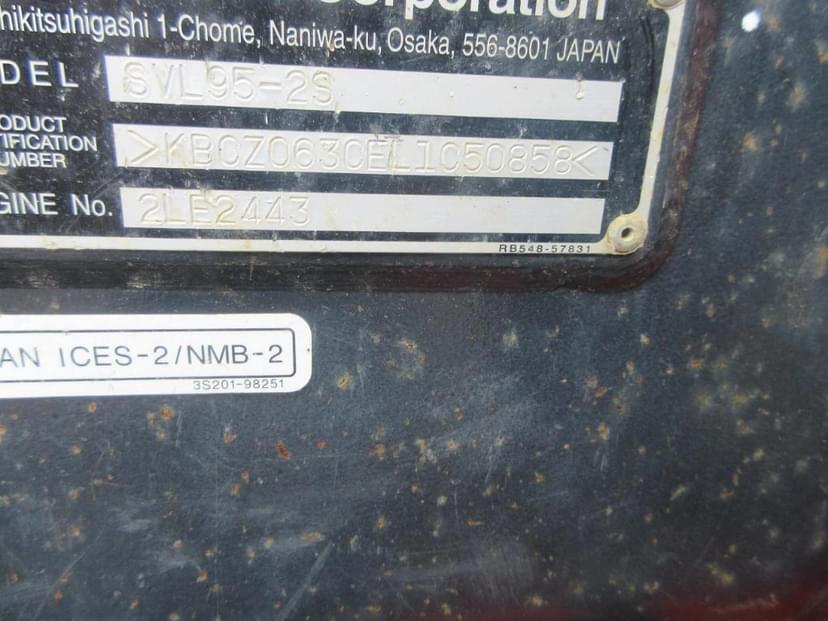 Corporation
hikitsuhigashi 1-Chome, Naniwa-ku, Osaka, 556-8601 JAPAN
DEL SVL95-2S
ODUCT
TIFICATION
UMBER
>KBCZ063CEL1C50858<
GINE No. 2LE2443
RB548-57831
AN ICES-2/NMB-2
3S201-98251